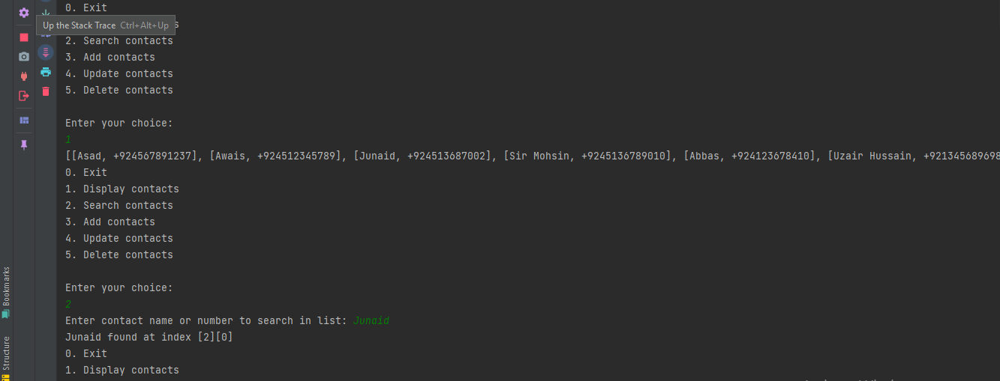 0. Exit
Up the Stack Trace Ctrl+Alt+Up
s
2. Search contacts
3. Add contacts
4. Update contacts
5. Delete contacts
Enter your choice:
1
[[Asad, +924567891237], [Awais, +924512345789], [Junaid, +924513687002], [Sir Mohsin, +9245136789010], [Abbas, +924123678410], [Uzair Hussain, +921345689698
0. Exit
1. Display contacts
2. Search contacts
3. Add contacts
4. Update contacts
5. Delete contacts
Enter your choice:
2
Enter contact name or number to search in list: Junaid
Junaid found at index [2][0]
0. Exit
1. Display contacts
Bookmarks
Structure